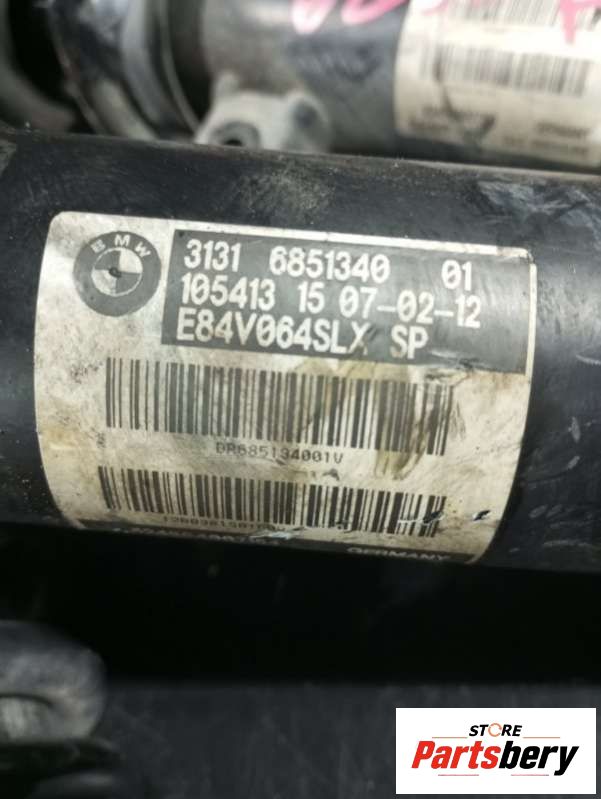 BMW
3131 6851340 01
105413 15 07-02-12
E84V064SLX SP
DR685134001V
GERMANY
STORE
Partsbery